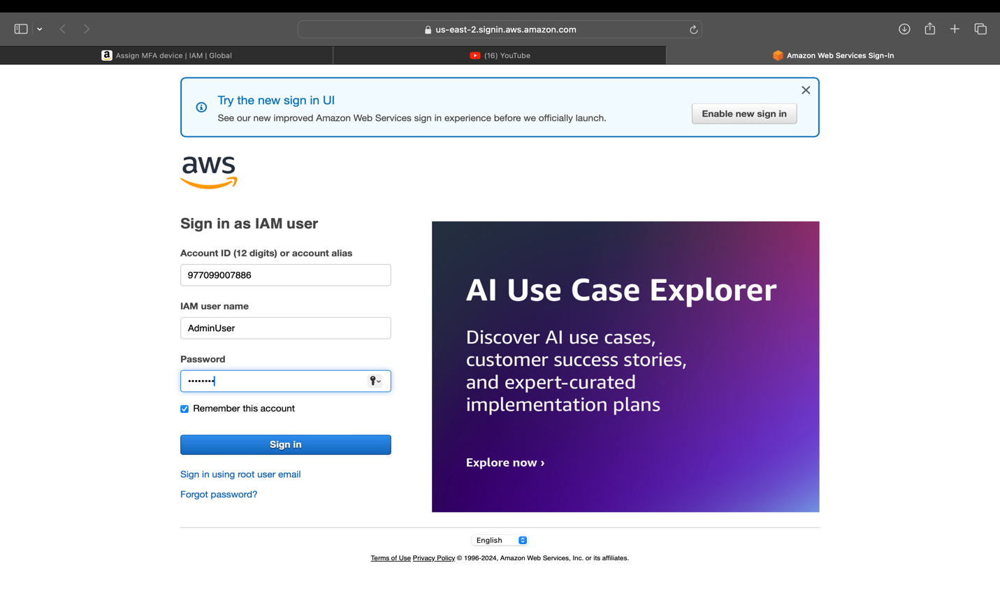 us-east-2.signin.aws.amazon.com
a Assign MFA device | IAM | Global
(16) YouTube
Amazon Web Services Sign-In
Try the new sign in UI
See our new improved Amazon Web Services sign in experience before we officially launch.
Enable new sign in
aws
Sign in as IAM user
Account ID (12 digits) or account alias
977099007886
IAM user name
AdminUser
Password
••••••••
Remember this account
Sign in
Sign in using root user email
Forgot password?
AI Use Case Explorer
Discover AI use cases,
customer success stories,
and expert-curated
implementation plans
Explore now ›
English
Terms of Use Privacy Policy © 1996-2024, Amazon Web Services, Inc. or its affiliates.